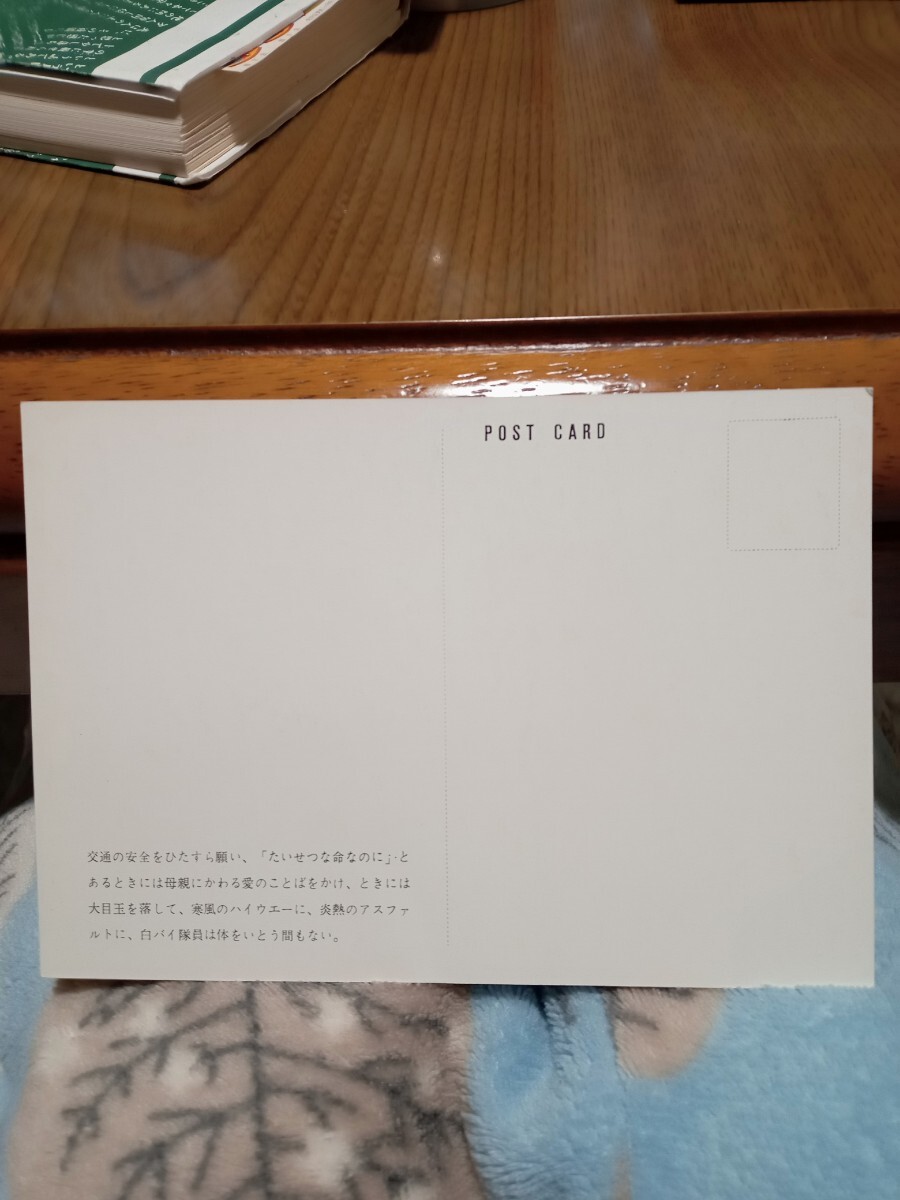 POST CARD
交通の安全をひたすら願い、「たいせつな命なのに」・と
あるときには母親にかわる愛のことばをかけ、ときには
大目玉を落して、寒風のハイウエーに、炎熱のアスファ
ルトに、白バイ隊員は体をいとう間もない。